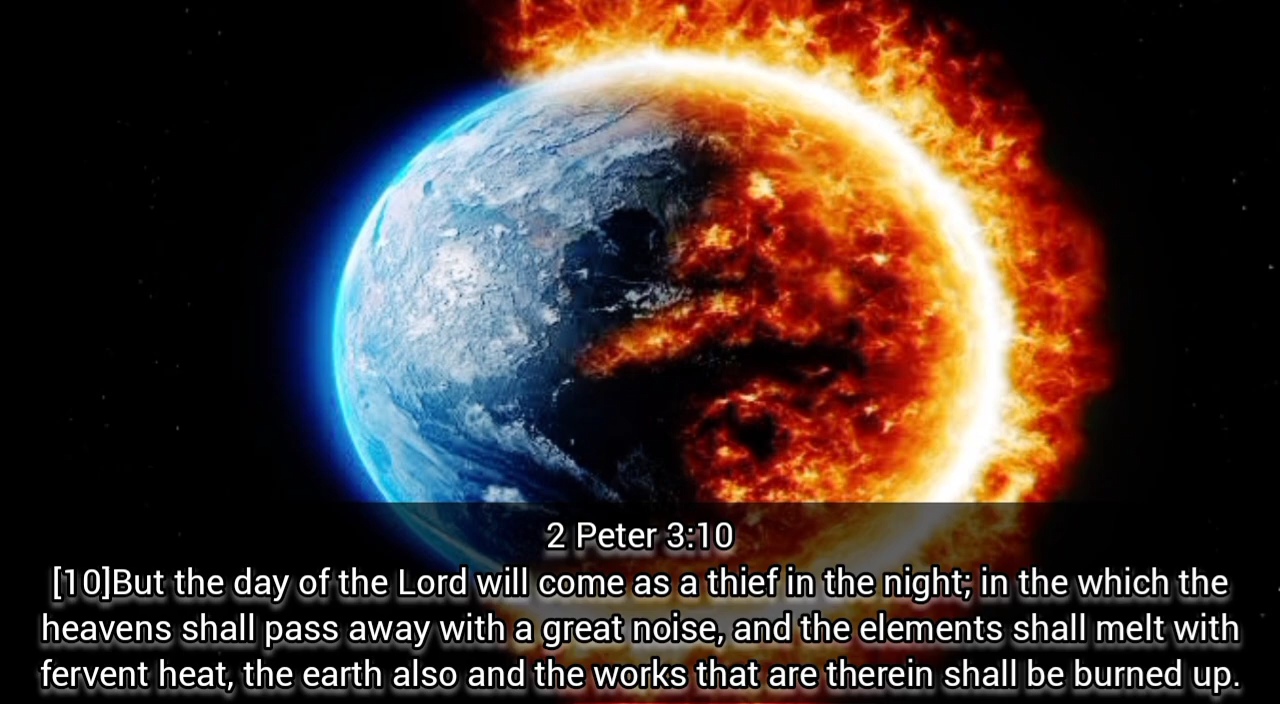 2 Peter 3:10
[10]But the day of the Lord will come as a thief in the night; in the which the
heavens shall pass away with a great noise, and the elements shall melt with
fervent heat, the earth also and the works that are therein shall be burned up.